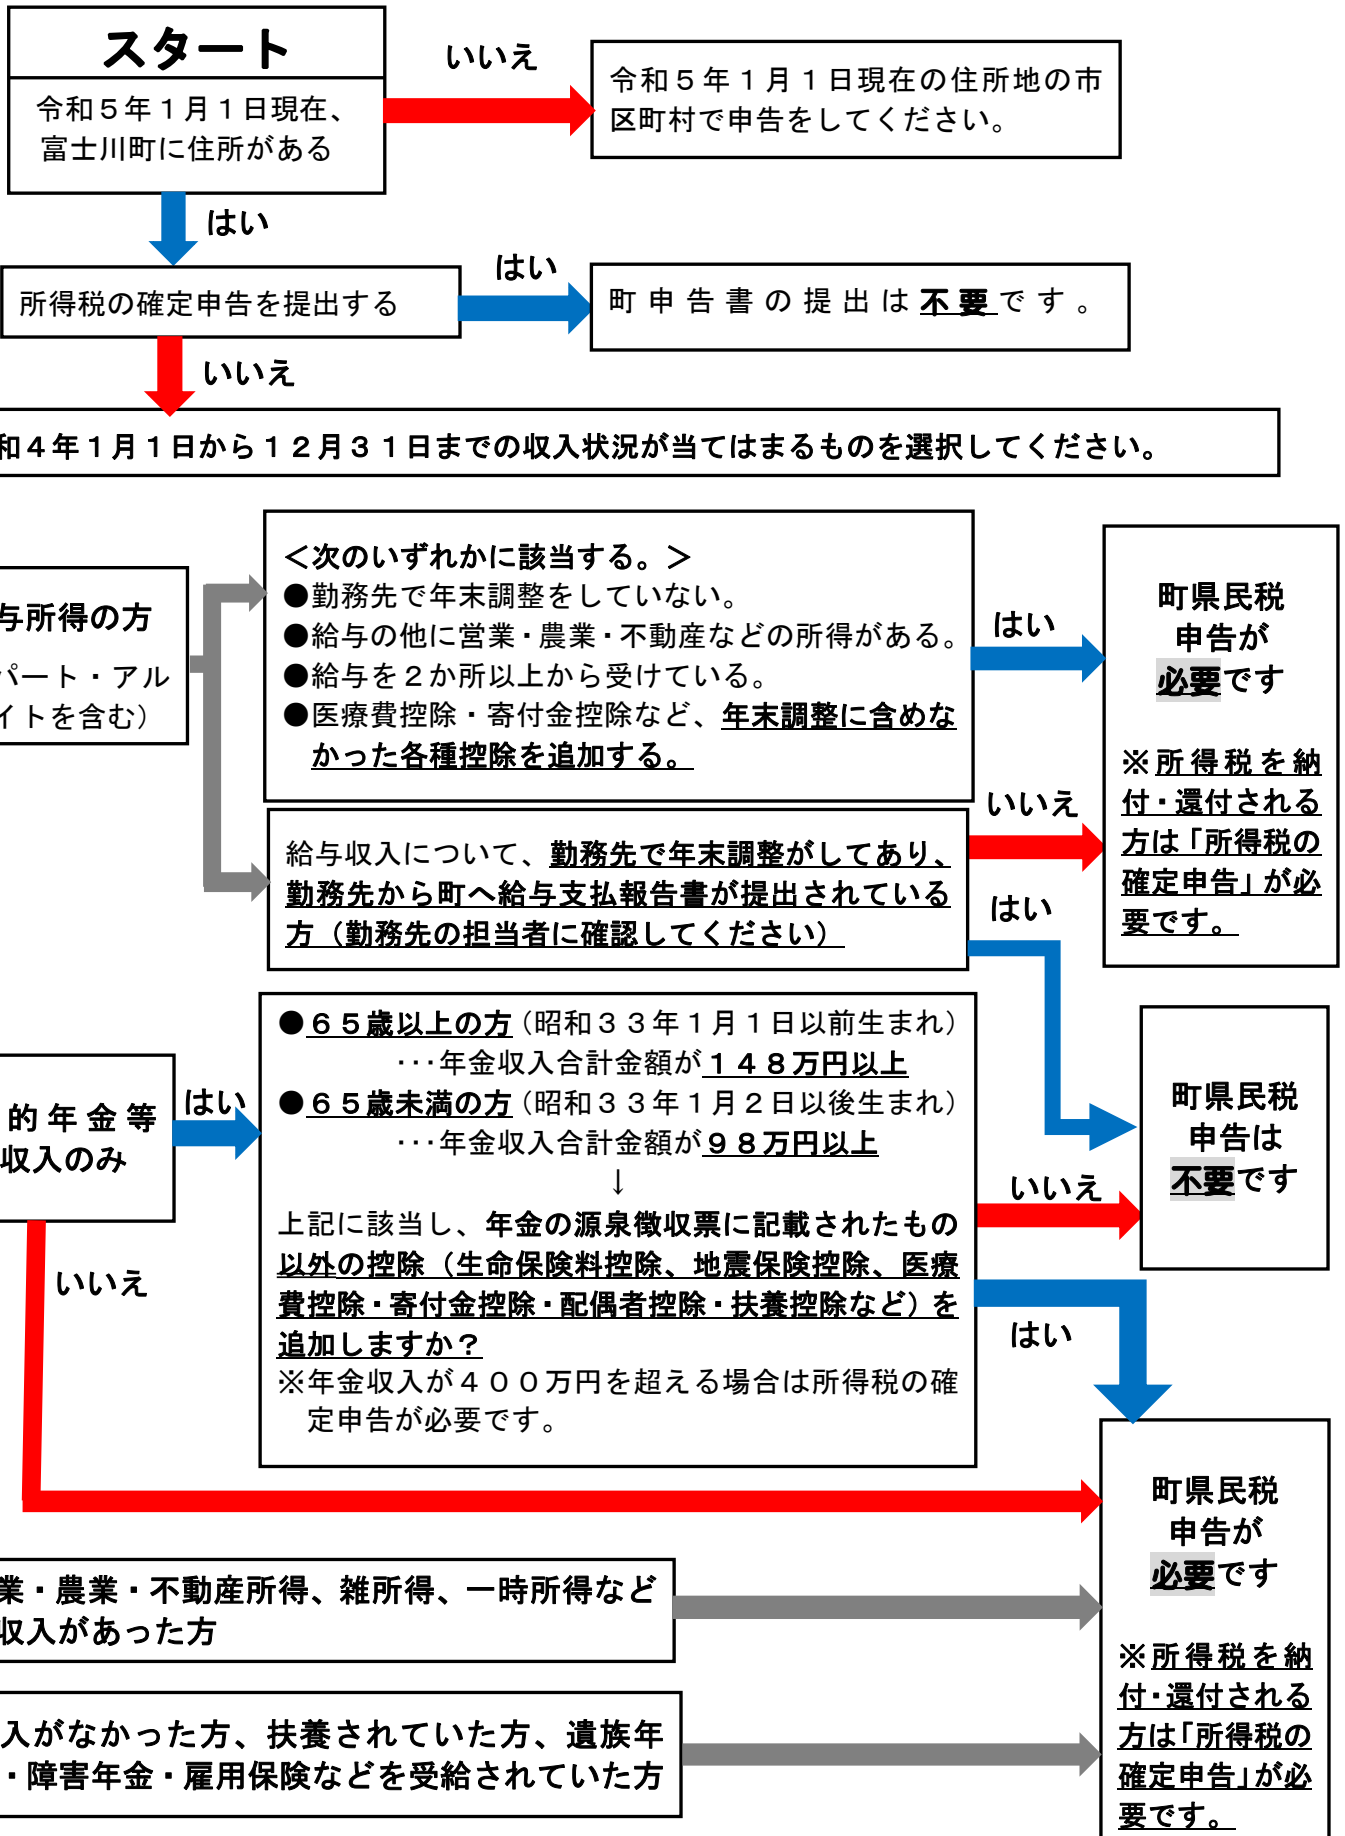 スタート
いいえ
令和５年１月１日現在、
富士川町に住所がある
令和５年１月１日現在の住所地の市
区町村で申告をしてください。
はい
所得税の確定申告を提出する
はい
町申告書の提出は不要です。
いいえ
和４年１月１日から１２月３１日までの収入状況が当てはまるものを選択してください。
与所得の方
パート・アル
イトを含む）
＜次のいずれかに該当する。＞
●勤務先で年末調整をしていない。
●給与の他に営業・農業・不動産などの所得がある。
●給与を２か所以上から受けている。
●医療費控除・寄付金控除など、年末調整に含めな
かった各種控除を追加する。
はい
町県民税
申告が
必要です
※所得税を納
付・還付される
方は「所得税の
確定申告」が必
要です。
いいえ
給与収入について、勤務先で年末調整がしてあり、
勤務先から町へ給与支払報告書が提出されている
方（勤務先の担当者に確認してください）
はい
的年金等
収入のみ
はい
●６５歳以上の方（昭和３３年１月１日以前生まれ）
･･･年金収入合計金額が１４８万円以上
●６５歳未満の方（昭和３３年１月２日以後生まれ）
･･･年金収入合計金額が９８万円以上
↓
上記に該当し、年金の源泉徴収票に記載されたもの
以外の控除（生命保険料控除、地震保険控除、医療
費控除・寄付金控除・配偶者控除・扶養控除など）を
追加しますか？
※年金収入が４００万円を超える場合は所得税の確
定申告が必要です。
町県民税
申告は
不要です
いいえ
はい
いいえ
町県民税
申告が
必要です
※所得税を納
付・還付される
方は「所得税の
確定申告」が必
要です。
業・農業・不動産所得、雑所得、一時所得など
収入があった方
入がなかった方、扶養されていた方、遺族年
・障害年金・雇用保険などを受給されていた方